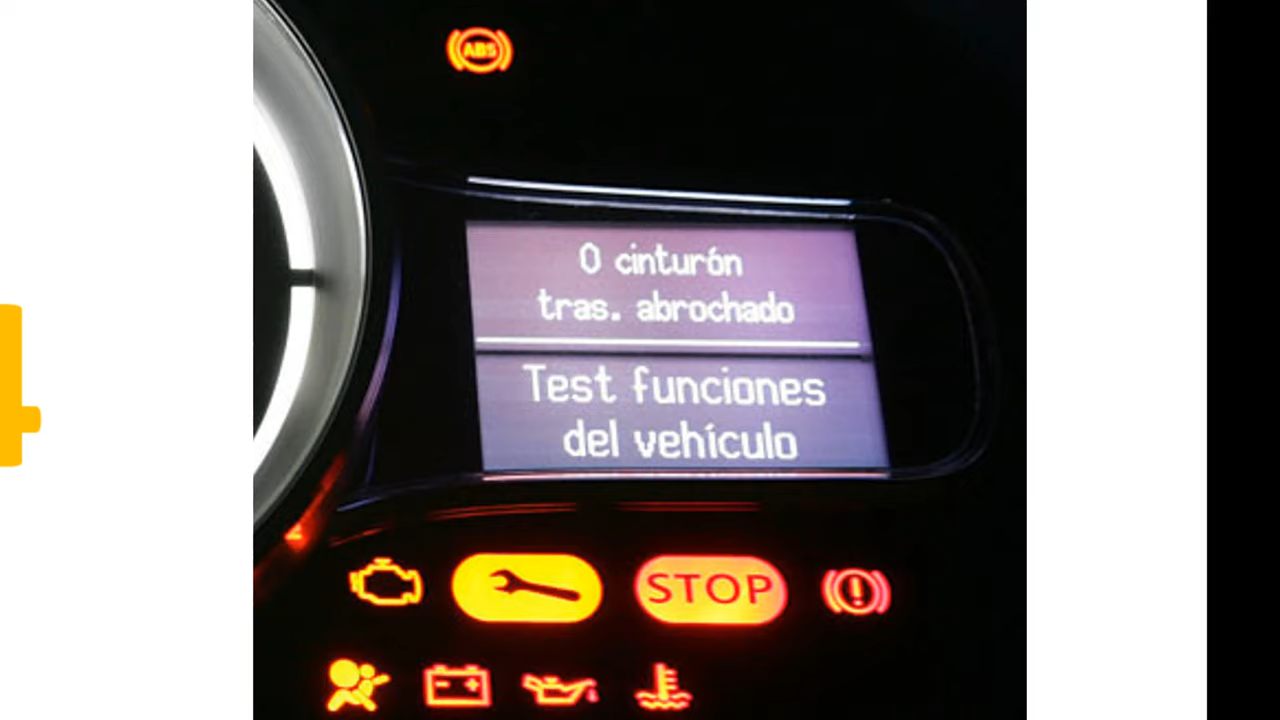 ABS
0 cinturón
tras. abrochado
Test funciones
del vehículo
STOP